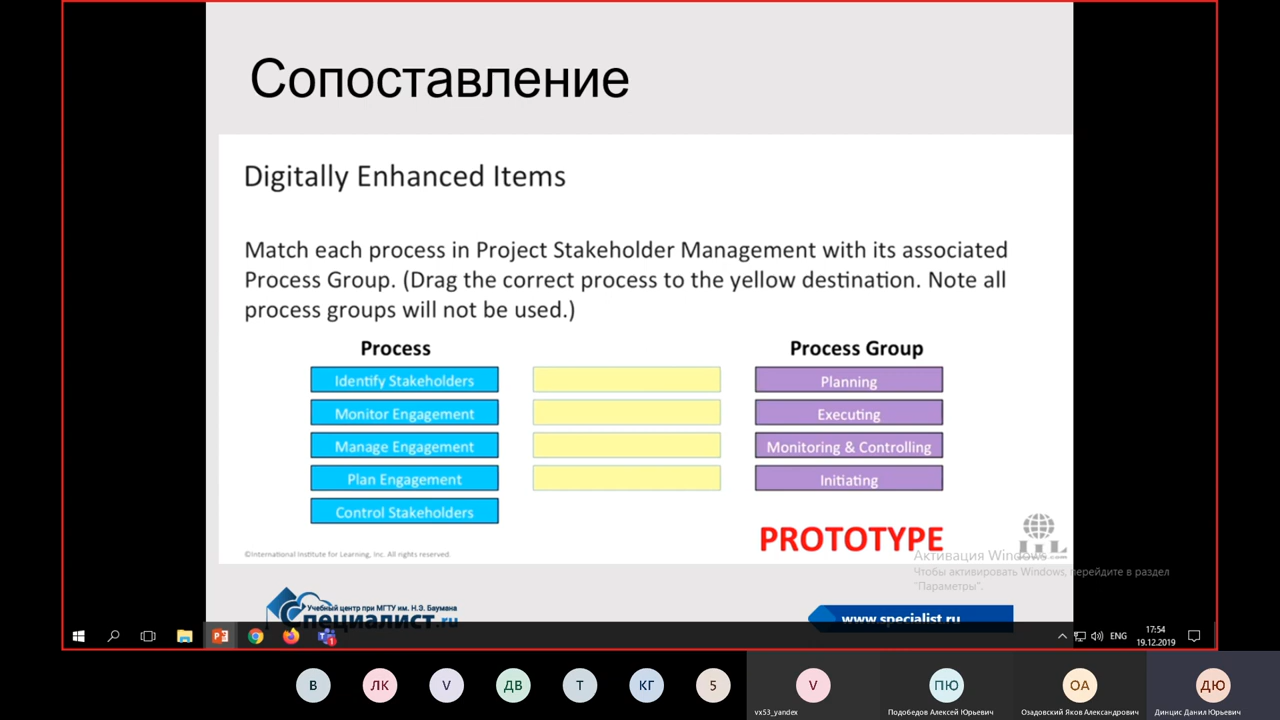 Сопоставление
Digitally Enhanced Items
Match each process in Project Stakeholder Management with its associated
Process Group. (Drag the correct process to the yellow destination. Note all
process groups will not be used.)
Process
Process Group
Identify Stakeholders
Planning
Monitor Engagement
Executing
Manage Engagement
Monitoring & Controlling
Plan Engagement
Initiating
Control Stakeholders
PROTOTYPE
©International Institute for Learning, Inc. All rights reserved.
Активация Windows
Чтобы активировать Windows, перейдите в раздел
"Параметры".
Учебный центр при МГТУ им. Н.Э. Баумана
Специалист.ru
www.specialist.ru
ENG
17:54
19.12.2019
В
ЛК
V
ДВ
Т
КГ
5
V
ПЮ
ОА
ДЮ
vx53_yandex
Подобедов Алексей Юрьевич
Озадовский Яков Александрович
Динцис Данил Юрьевич